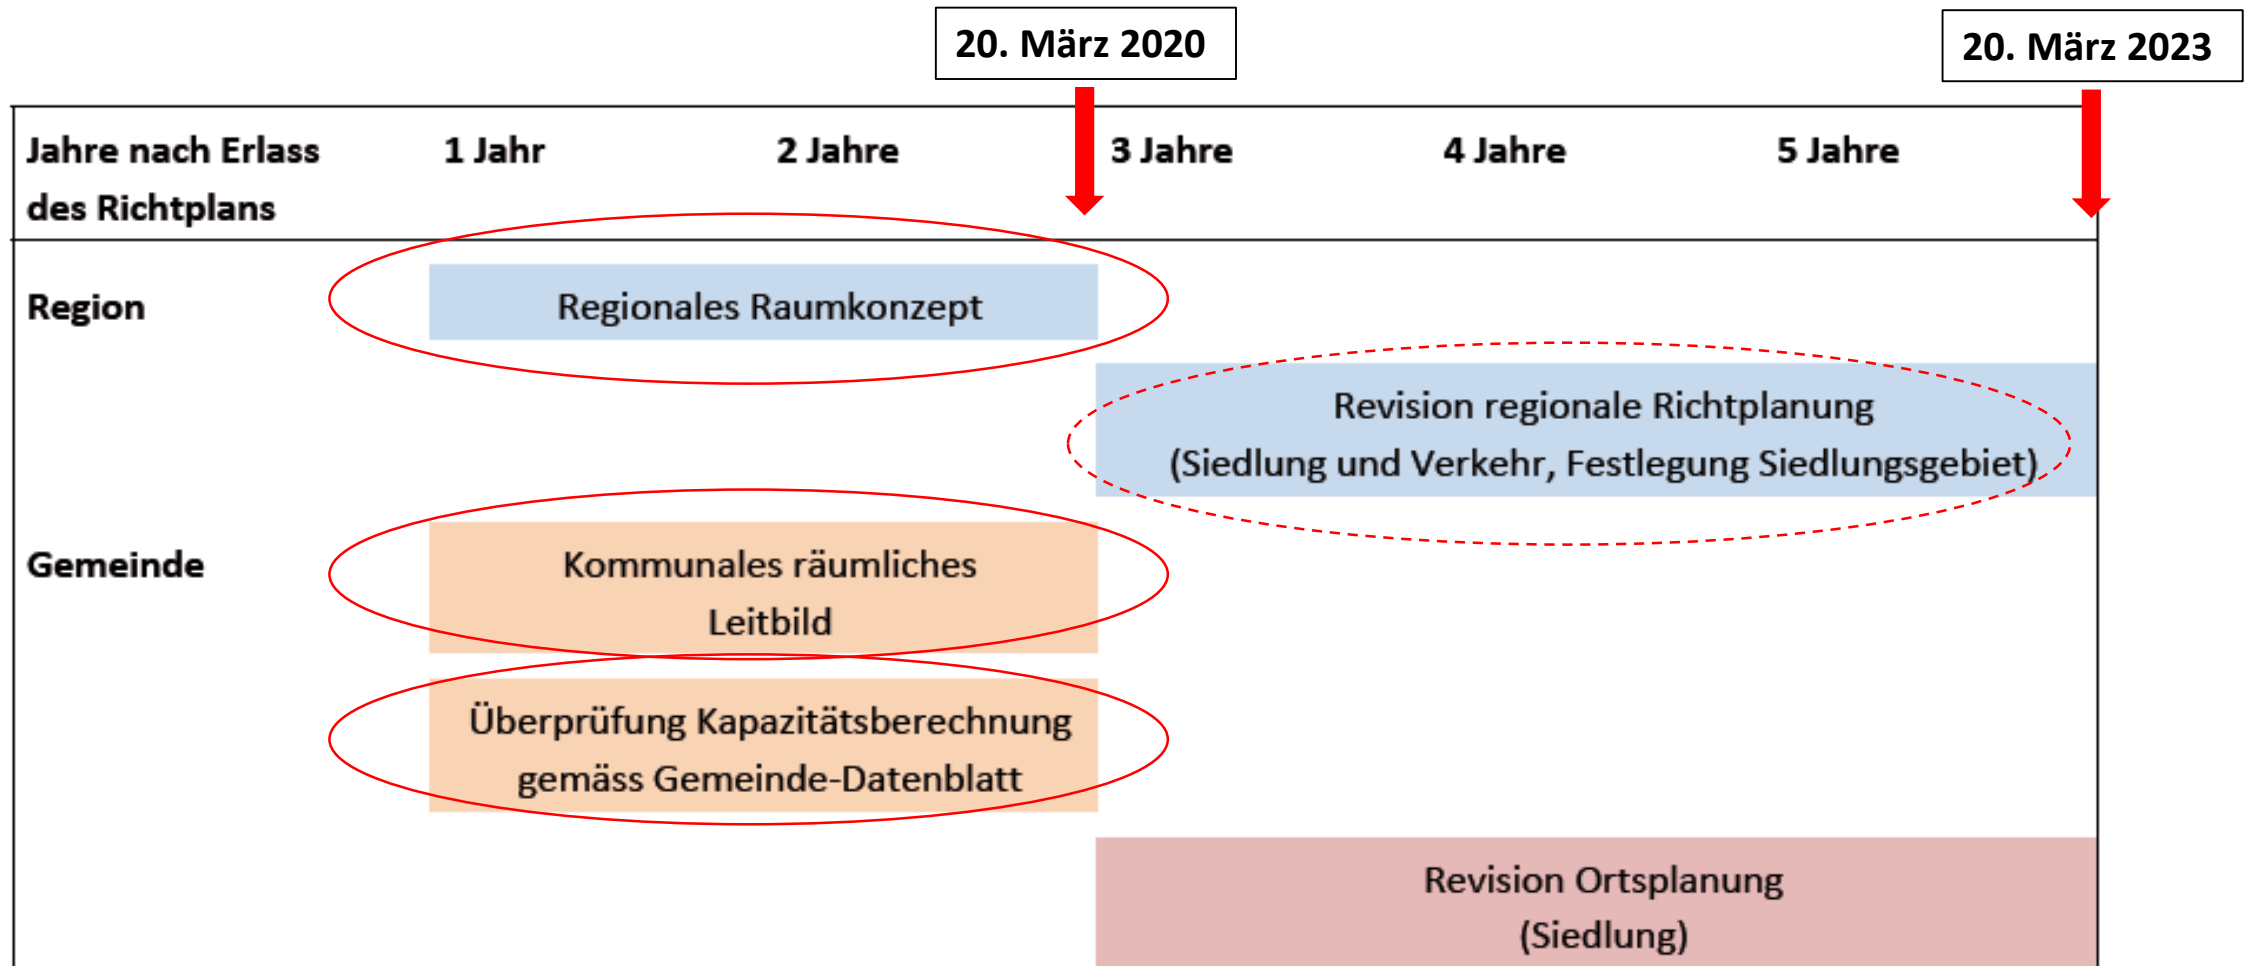 20. März 2020
20. März 2023
Jahre nach Erlass
des Richtplans
1 Jahr
2 Jahre
3 Jahre
4 Jahre
5 Jahre
Region
Regionales Raumkonzept
Revision regionale Richtplanung
(Siedlung und Verkehr, Festlegung Siedlungsgebiet)
Gemeinde
Kommunales räumliches
Leitbild
Überprüfung Kapazitätsberechnung
gemäss Gemeinde-Datenblatt
Revision Ortsplanung
(Siedlung)